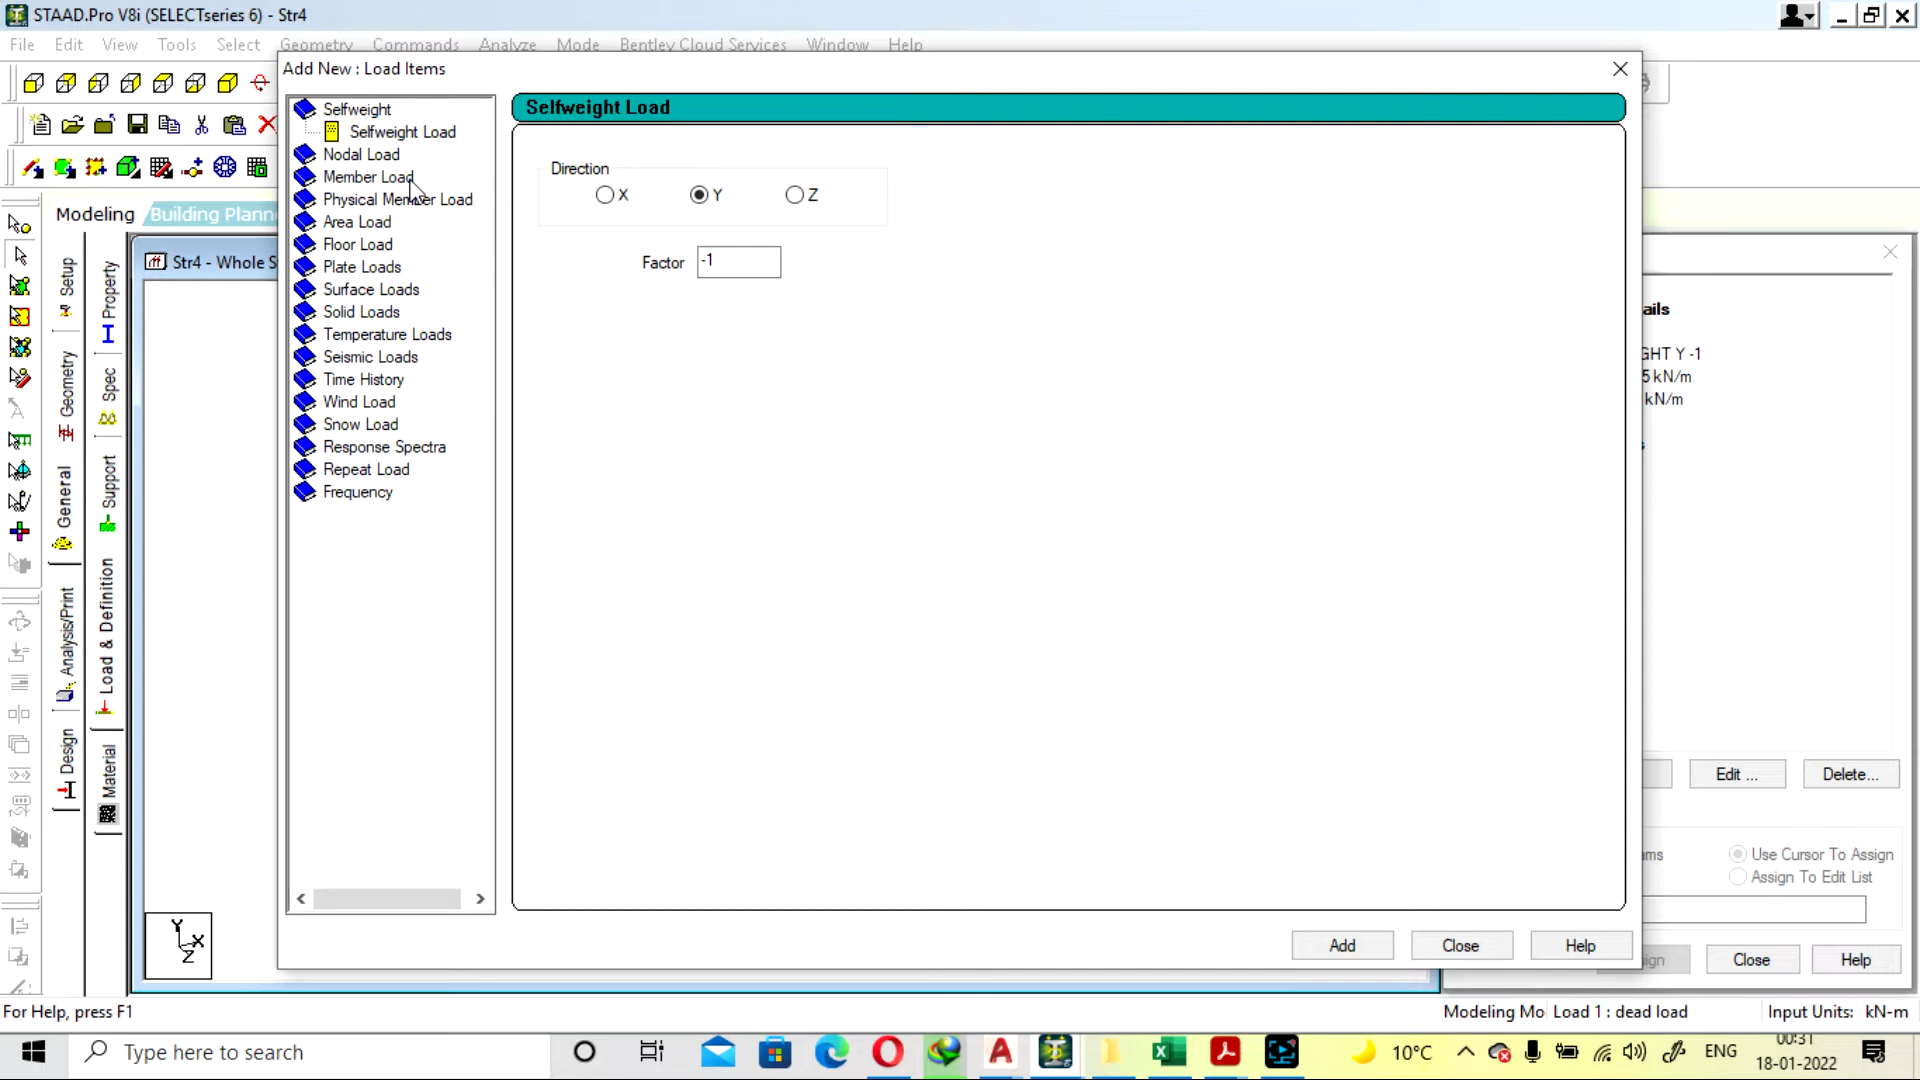 STAAD.Pro V8i (SELECTseries 6) - Str4
File Edit View Tools Select Geometry Commands Analyze Mode Bentley Cloud Services Window Help
Add New : Load Items
Selfweight
Selfweight Load
Nodal Load
Member Load
Physical Member Load
Area Load
Floor Load
Plate Loads
Surface Loads
Solid Loads
Temperature Loads
Seismic Loads
Time History
Wind Load
Snow Load
Response Spectra
Repeat Load
Frequency
Selfweight Load
Direction
X Y Z
Factor -1
Add Close Help
Modeling Building Plann
Str4 - Whole S
Setup
Geometry
General
Analysis/Print
Design
Property
Spec
Support
Load & Definition
Material
Y
X
Z
ails
GHT Y -1
5 kN/m
kN/m
Edit ... Delete...
ms Use Cursor To Assign
Assign To Edit List
ign Close Help
For Help, press F1
Modeling Mo Load 1 : dead load Input Units: kN-m
Type here to search
10°C ENG
00:31
18-01-2022